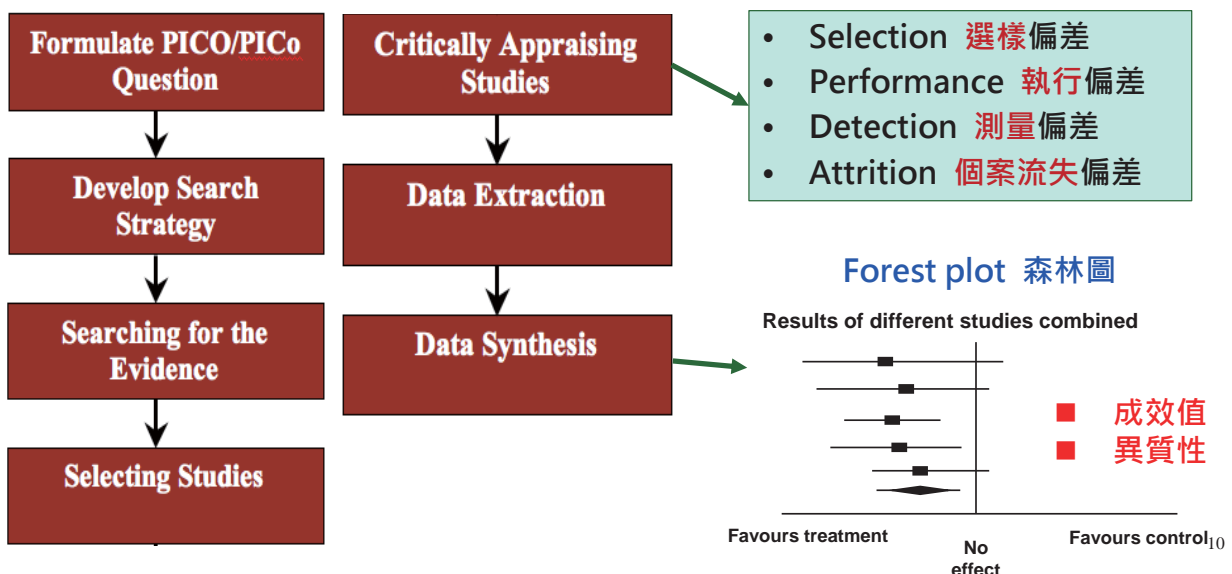 Formulate PICO/PICo
Question
Develop Search
Strategy
Searching for the
Evidence
Selecting Studies
Critically Appraising
Studies
Data Extraction
Data Synthesis
• Selection 選樣偏差
• Performance 執行偏差
• Detection 測量偏差
• Attrition 個案流失偏差
Forest plot 森林圖
Results of different studies combined
■ 成效值
■ 異質性
Favours treatment
No
effect
Favours control
10